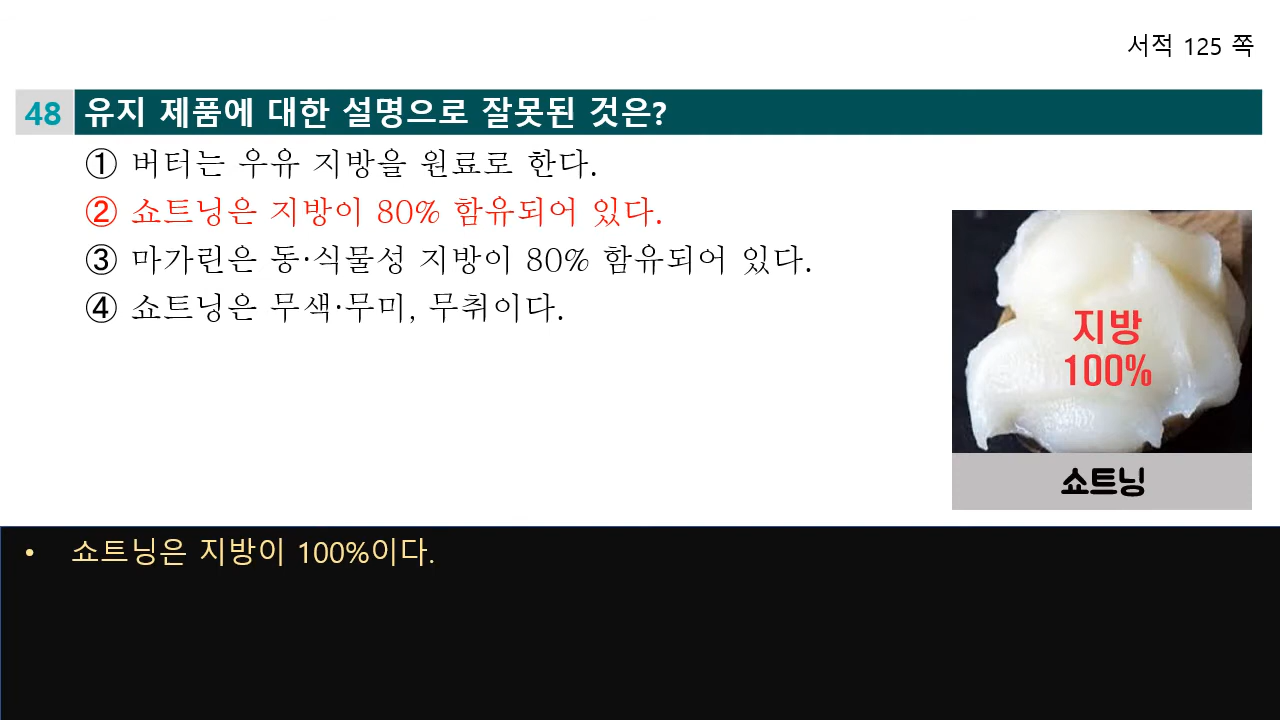 서적 125 쪽
48 유지 제품에 대한 설명으로 잘못된 것은?
① 버터는 우유 지방을 원료로 한다.
② 쇼트닝은 지방이 80% 함유되어 있다.
③ 마가린은 동·식물성 지방이 80% 함유되어 있다.
④ 쇼트닝은 무색·무미, 무취이다.
지방
100%
쇼트닝
• 쇼트닝은 지방이 100%이다.